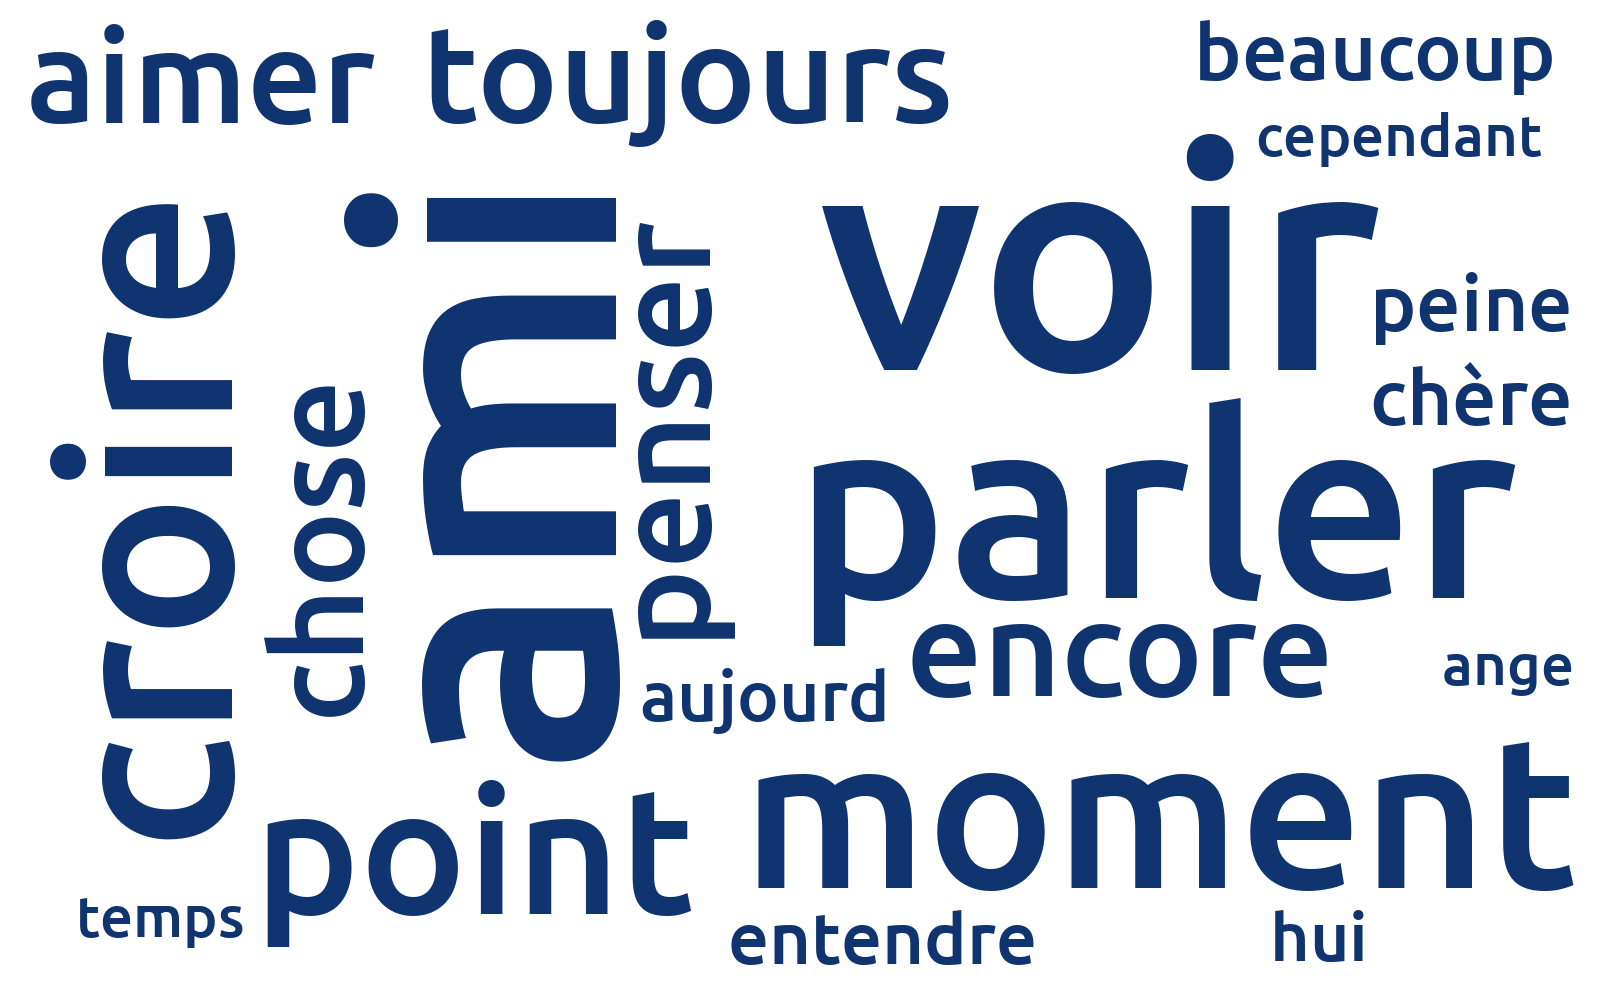 aimer toujours
beaucoup
cependant
voir
croire
ami
penser
chose
peine
chère
parler
encore
aujourd
ange
moment
point
temps
entendre
hui